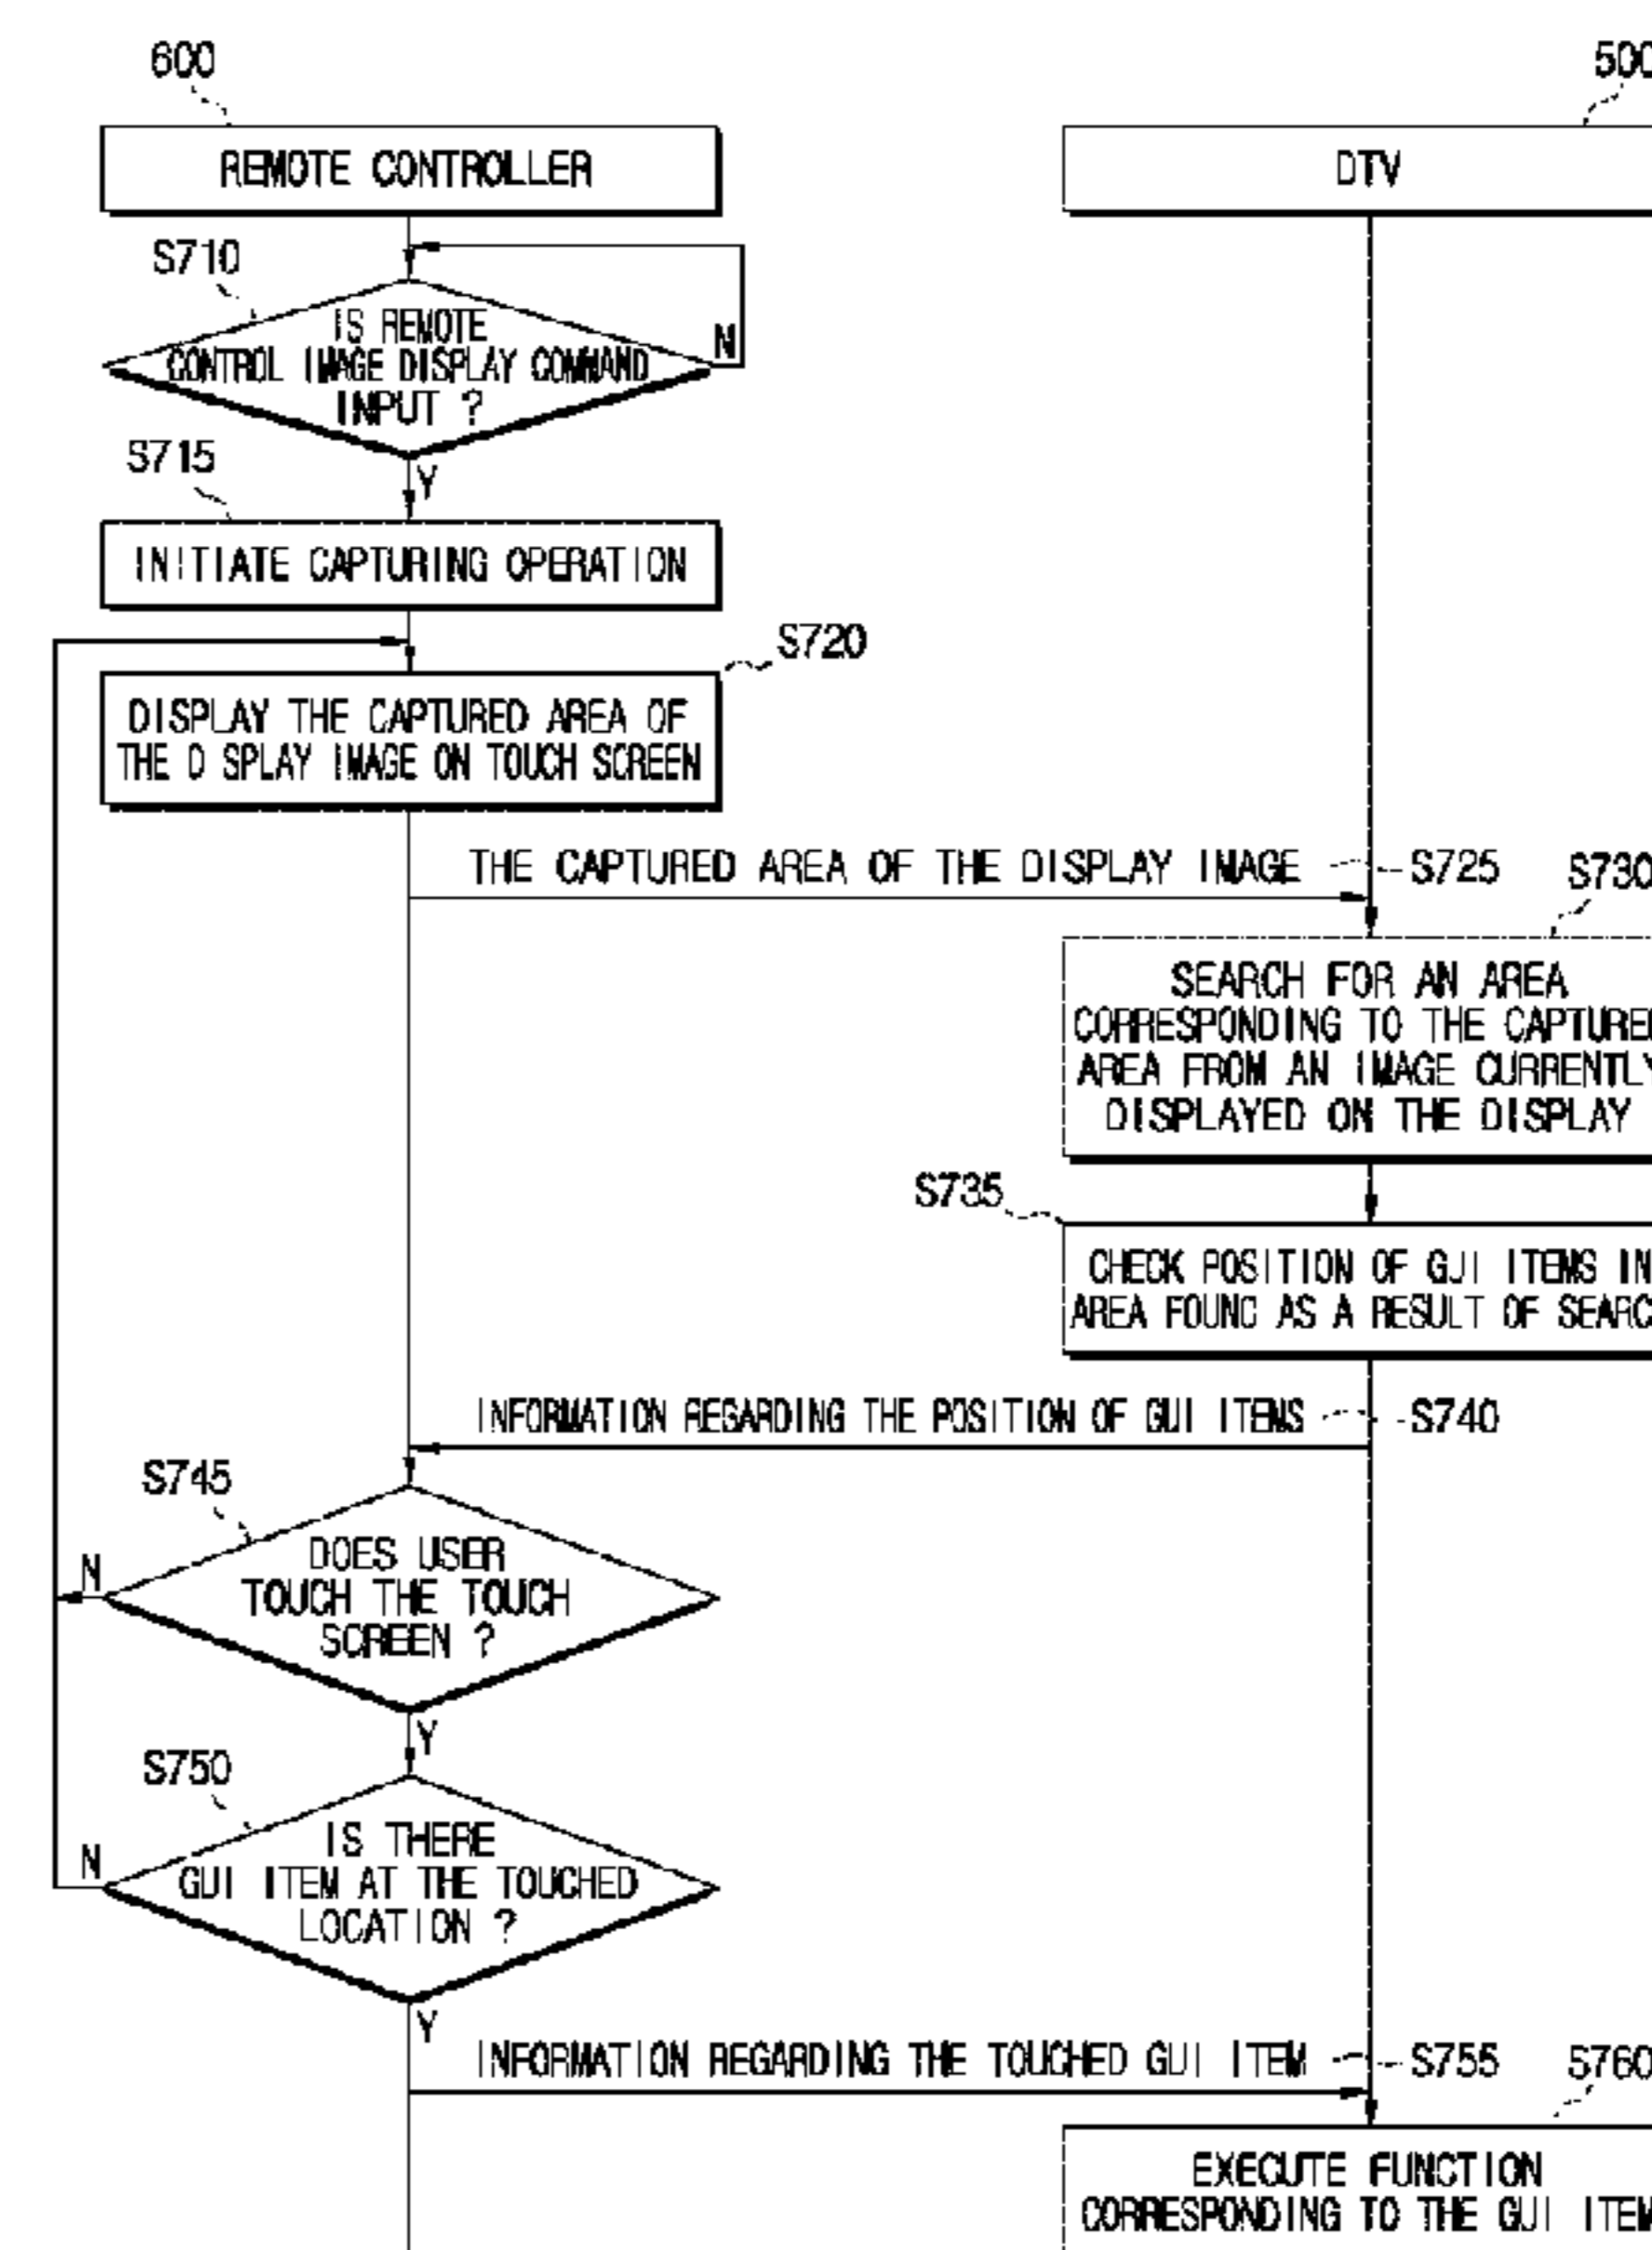 600
500
REMOTE CONTROLLER
DTV
S710
IS REMOTE
CONTROL IMAGE DISPLAY COMMAND
INPUT ?
N
S715
Y
INITIATE CAPTURING OPERATION
S720
DISPLAY THE CAPTURED AREA OF
THE DISPLAY IMAGE ON TOUCH SCREEN
THE CAPTURED AREA OF THE DISPLAY IMAGE
S725
S730
SEARCH FOR AN AREA
CORRESPONDING TO THE CAPTURED
AREA FROM AN IMAGE CURRENTLY
DISPLAYED ON THE DISPLAY
S735
CHECK POSITION OF GUI ITEMS IN
AREA FOUND AS A RESULT OF SEARC
INFORMATION REGARDING THE POSITION OF GUI ITEMS
S740
S745
DOES USER
TOUCH THE TOUCH
SCREEN ?
N
Y
S750
IS THERE
GUI ITEM AT THE TOUCHED
LOCATION ?
N
Y
INFORMATION REGARDING THE TOUCHED GUI ITEM
S755
S760
EXECUTE FUNCTION
CORRESPONDING TO THE GUI ITEM